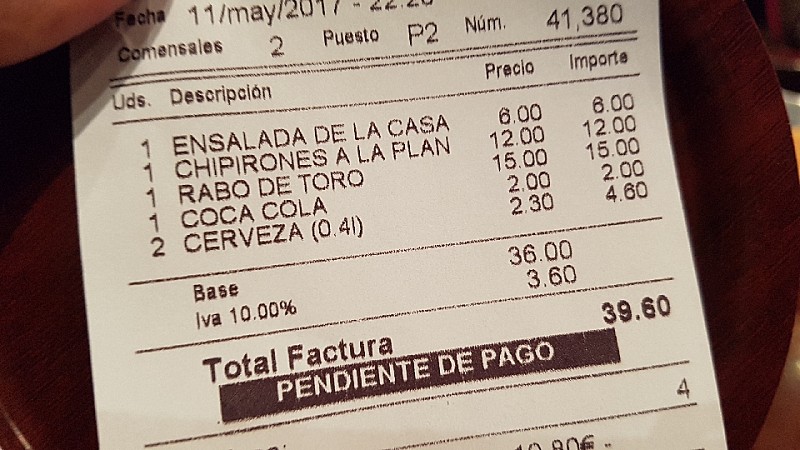 Fecha 11/may/2017 - 22:20
Comensales 2 Puesto P2 Núm. 41,380
Uds. Descripción Precio Importe
1 ENSALADA DE LA CASA 6.00 6.00
1 CHIPIRONES A LA PLAN 12.00 12.00
1 RABO DE TORO 15.00 15.00
1 COCA COLA 2.00 2.00
2 CERVEZA (0.4l) 2.30 4.60
Base 36.00
Iva 10.00% 3.60
Total Factura 39.60
PENDIENTE DE PAGO
4